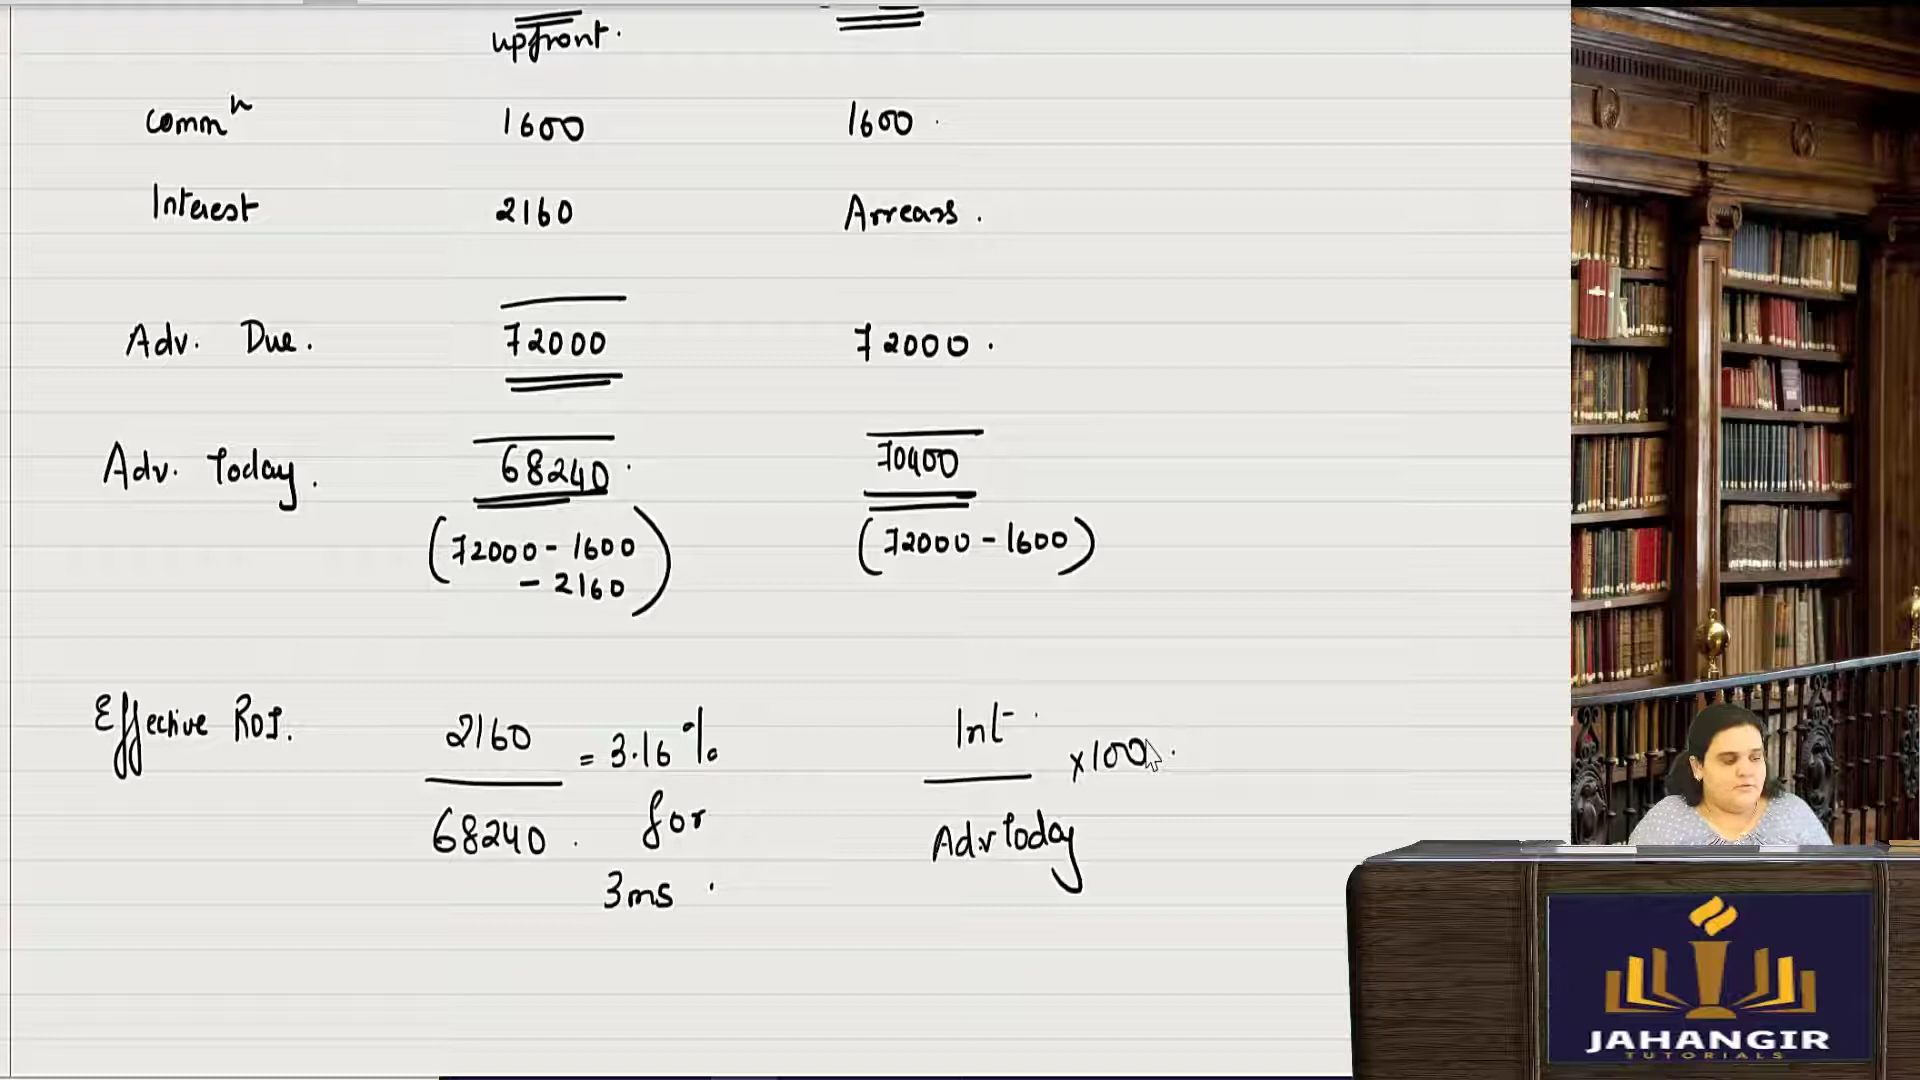 upfront.
Comm^n 1600 1600
Interest 2160 Arrears.
Adv. Due. 72000 72000.
Adv. Today. 68240. 70400
(72000 - 1600 - 2160) (72000 - 1600)
Effective RoI. 2160 / 68240 = 3.16% for 3ms. Int / Adv Today x100.
JAHANGIR
TUTORIALS